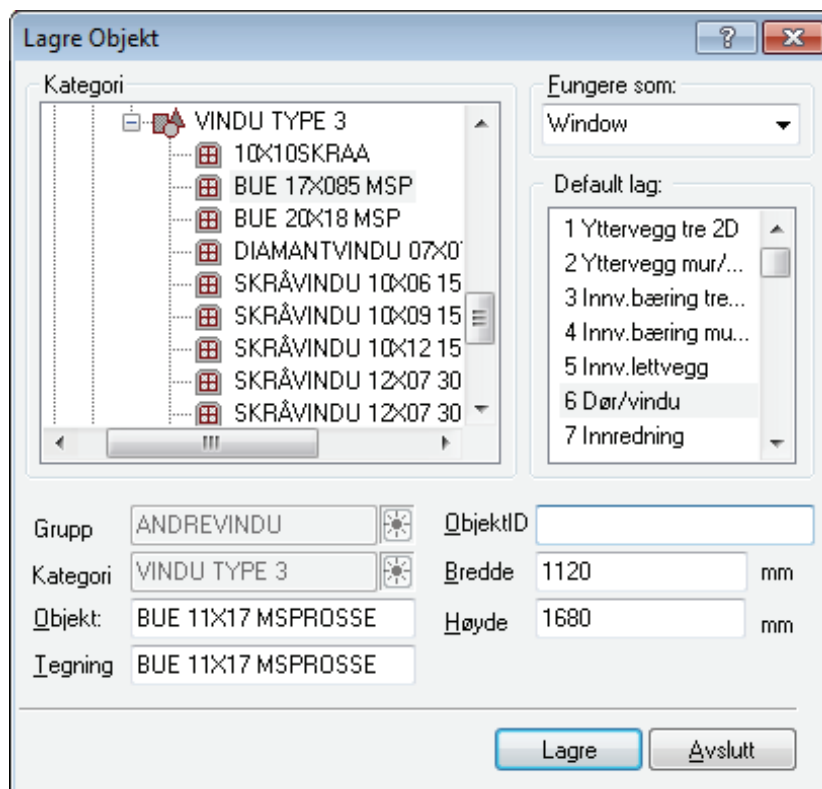 Lagre Objekt
Kategori
VINDU TYPE 3
10X10SKRAA
BUE 17X085 MSP
BUE 20X18 MSP
DIAMANTVINDU 07X0
SKRÅVINDU 10X06 15
SKRÅVINDU 10X09 15
SKRÅVINDU 10X12 15
SKRÅVINDU 12X07 30
SKRÅVINDU 12X07 30
Fungere som:
Window
Default lag:
1 Yttervegg tre 2D
2 Yttervegg mur/...
3 Innv.bæring tre...
4 Innv.bæring mu...
5 Innv.lettvegg
6 Dør/vindu
7 Innredning
Grupp ANDREVINDU
Kategori VINDU TYPE 3
Objekt: BUE 11X17 MSPROSSE
Tegning BUE 11X17 MSPROSSE
ObjektID
Bredde 1120 mm
Høyde 1680 mm
Lagre Avslutt